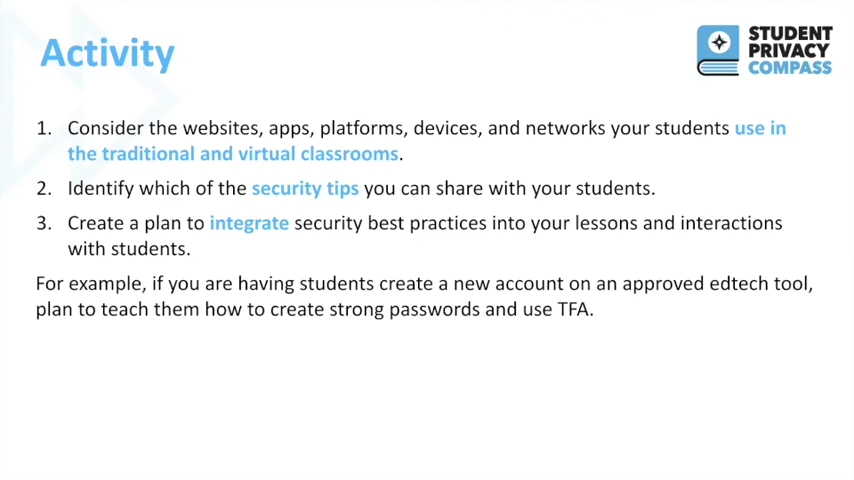 Activity
STUDENT
PRIVACY
COMPASS
1. Consider the websites, apps, platforms, devices, and networks your students use in
the traditional and virtual classrooms.
2. Identify which of the security tips you can share with your students.
3. Create a plan to integrate security best practices into your lessons and interactions
with students.
For example, if you are having students create a new account on an approved edtech tool,
plan to teach them how to create strong passwords and use TFA.